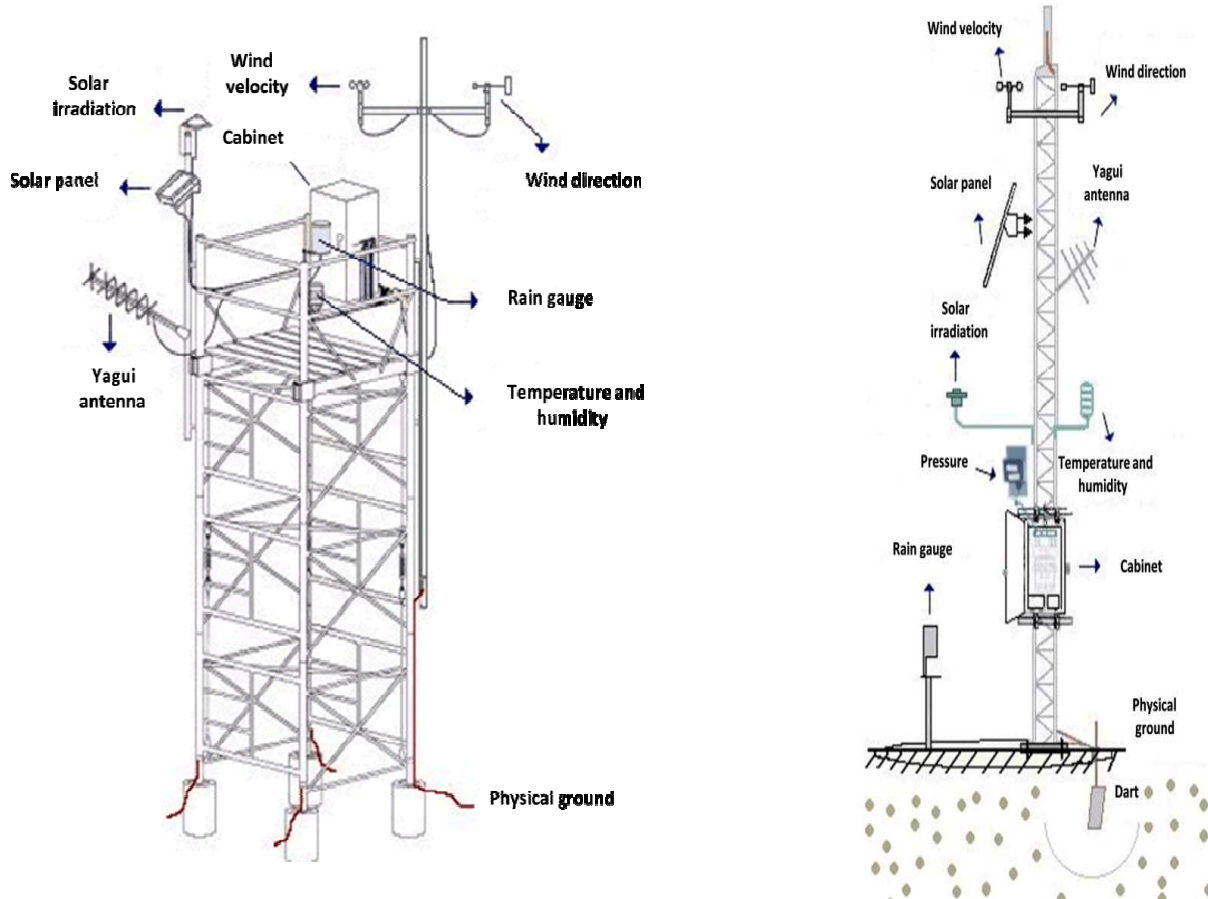 Wind
velocity
Solar
irradiation
Cabinet
Solar panel
Wind direction
Rain gauge
Yagui
antenna
Temperature and
humidity
Physical ground
Wind velocity
Wind direction
Solar panel
Yagui
antenna
Solar
irradiation
Pressure
Temperature and
humidity
Rain gauge
Cabinet
Physical
ground
Dart